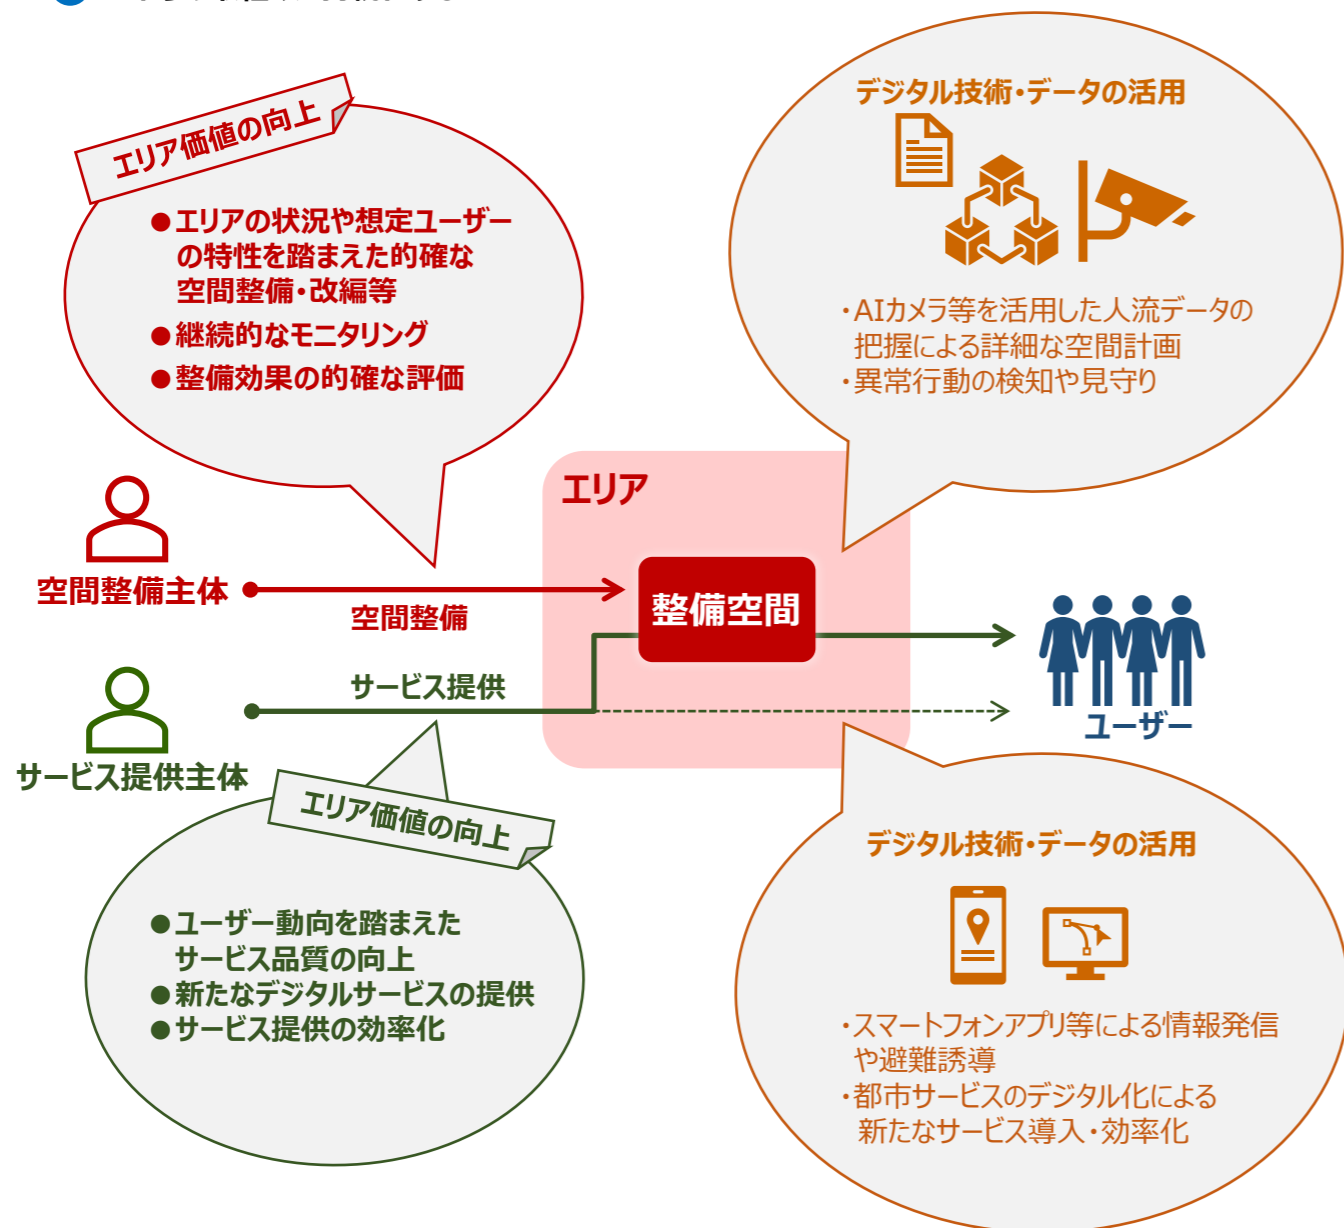 エリア価値の向上
●エリアの状況や想定ユーザー
の特性を踏まえた的確な
空間整備・改編等
●継続的なモニタリング
●整備効果の的確な評価
デジタル技術・データの活用
・AIカメラ等を活用した人流データの
把握による詳細な空間計画
・異常行動の検知や見守り
エリア
空間整備主体
空間整備
整備空間
サービス提供
サービス提供主体
ユーザー
エリア価値の向上
●ユーザー動向を踏まえた
サービス品質の向上
●新たなデジタルサービスの提供
●サービス提供の効率化
デジタル技術・データの活用
・スマートフォンアプリ等による情報発信
や避難誘導
・都市サービスのデジタル化による
新たなサービス導入・効率化